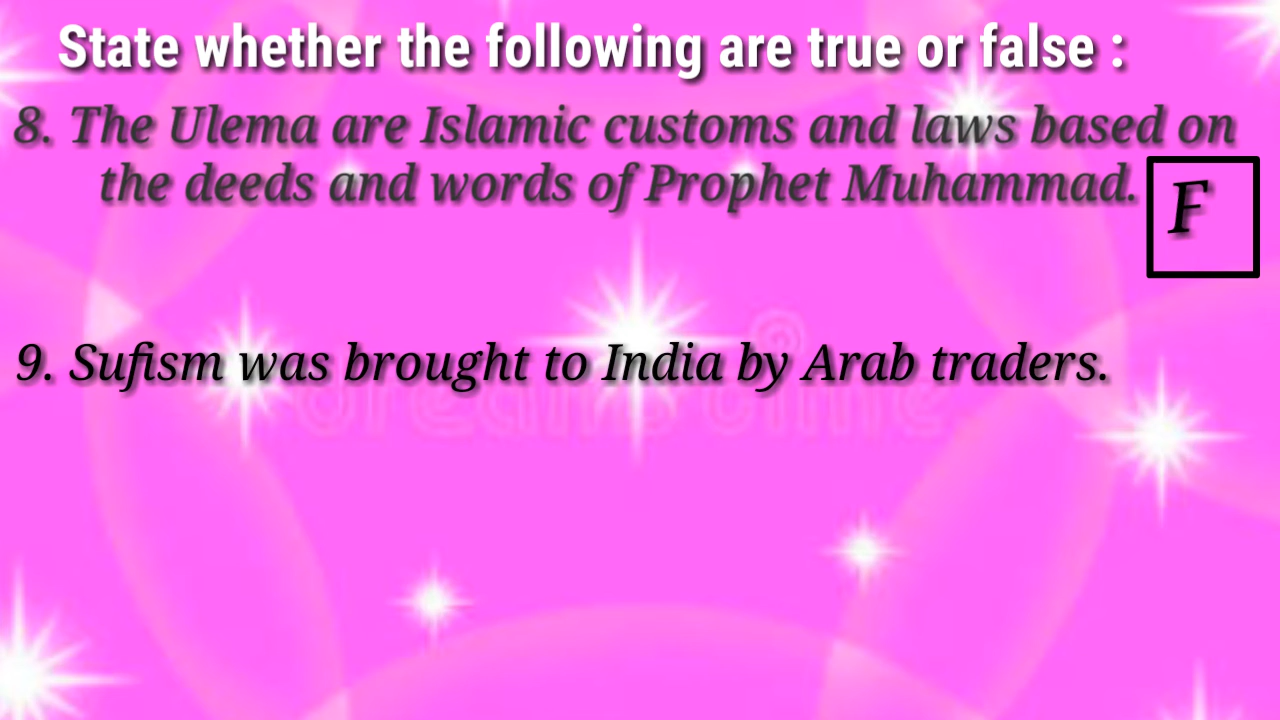 State whether the following are true or false :
8. The Ulema are Islamic customs and laws based on
the deeds and words of Prophet Muhammad.
F
9. Sufism was brought to India by Arab traders.
dreamstime